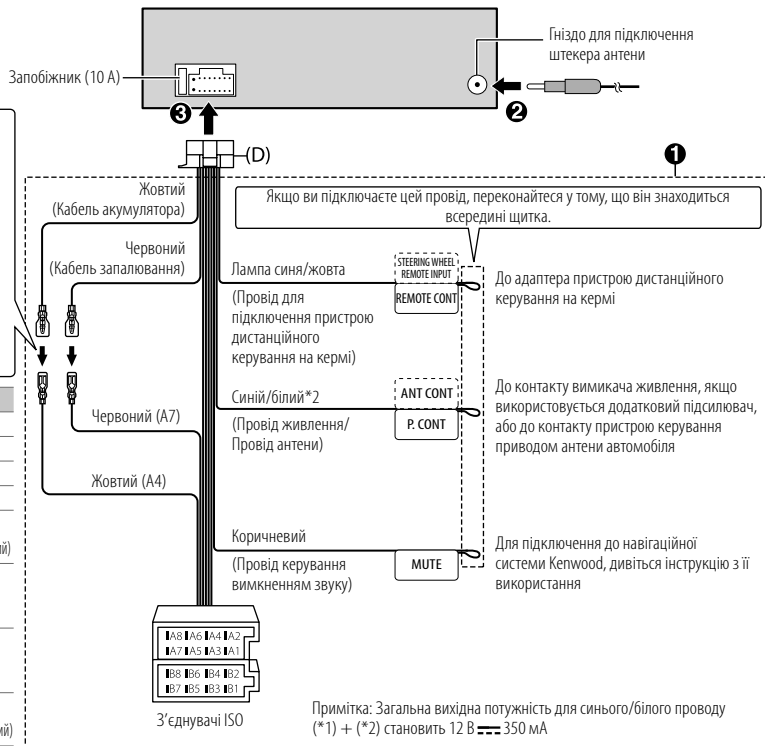 Гніздо для підключення
штекера антени
Запобіжник (10 А)
❸
❷
(D)
❶
Жовтий
(Кабель акумулятора)
Якщо ви підключаєте цей провід, переконайтеся у тому, що він знаходиться
всередині щитка.
Червоний
(Кабель запалювання)
Лампа синя/жовта
(Провід для
підключення пристрою
дистанційного
керування на кермі)
STEERING WHEEL
REMOTE INPUT
REMOTE CONT
До адаптера пристрою дистанційного
керування на кермі
Синій/білий*2
(Провід живлення/
Провід антени)
ANT CONT
P. CONT
До контакту вимикача живлення, якщо
використовується додатковий підсилювач,
або до контакту пристрою керування
приводом антени автомобіля
Червоний (A7)
Жовтий (A4)
ий)
Коричневий
(Провід керування
вимкненням звуку)
MUTE
Для підключення до навігаційної
системи Kenwood, дивіться інструкцію з її
використання
A8 A6 A4 A2
A7 A5 A3 A1
B8 B6 B4 B2
B7 B5 B3 B1
З’єднувачі ISO
ий)
Примітка: Загальна вихідна потужність для синього/білого проводу
(*1) + (*2) становить 12 В ⎓ 350 мА